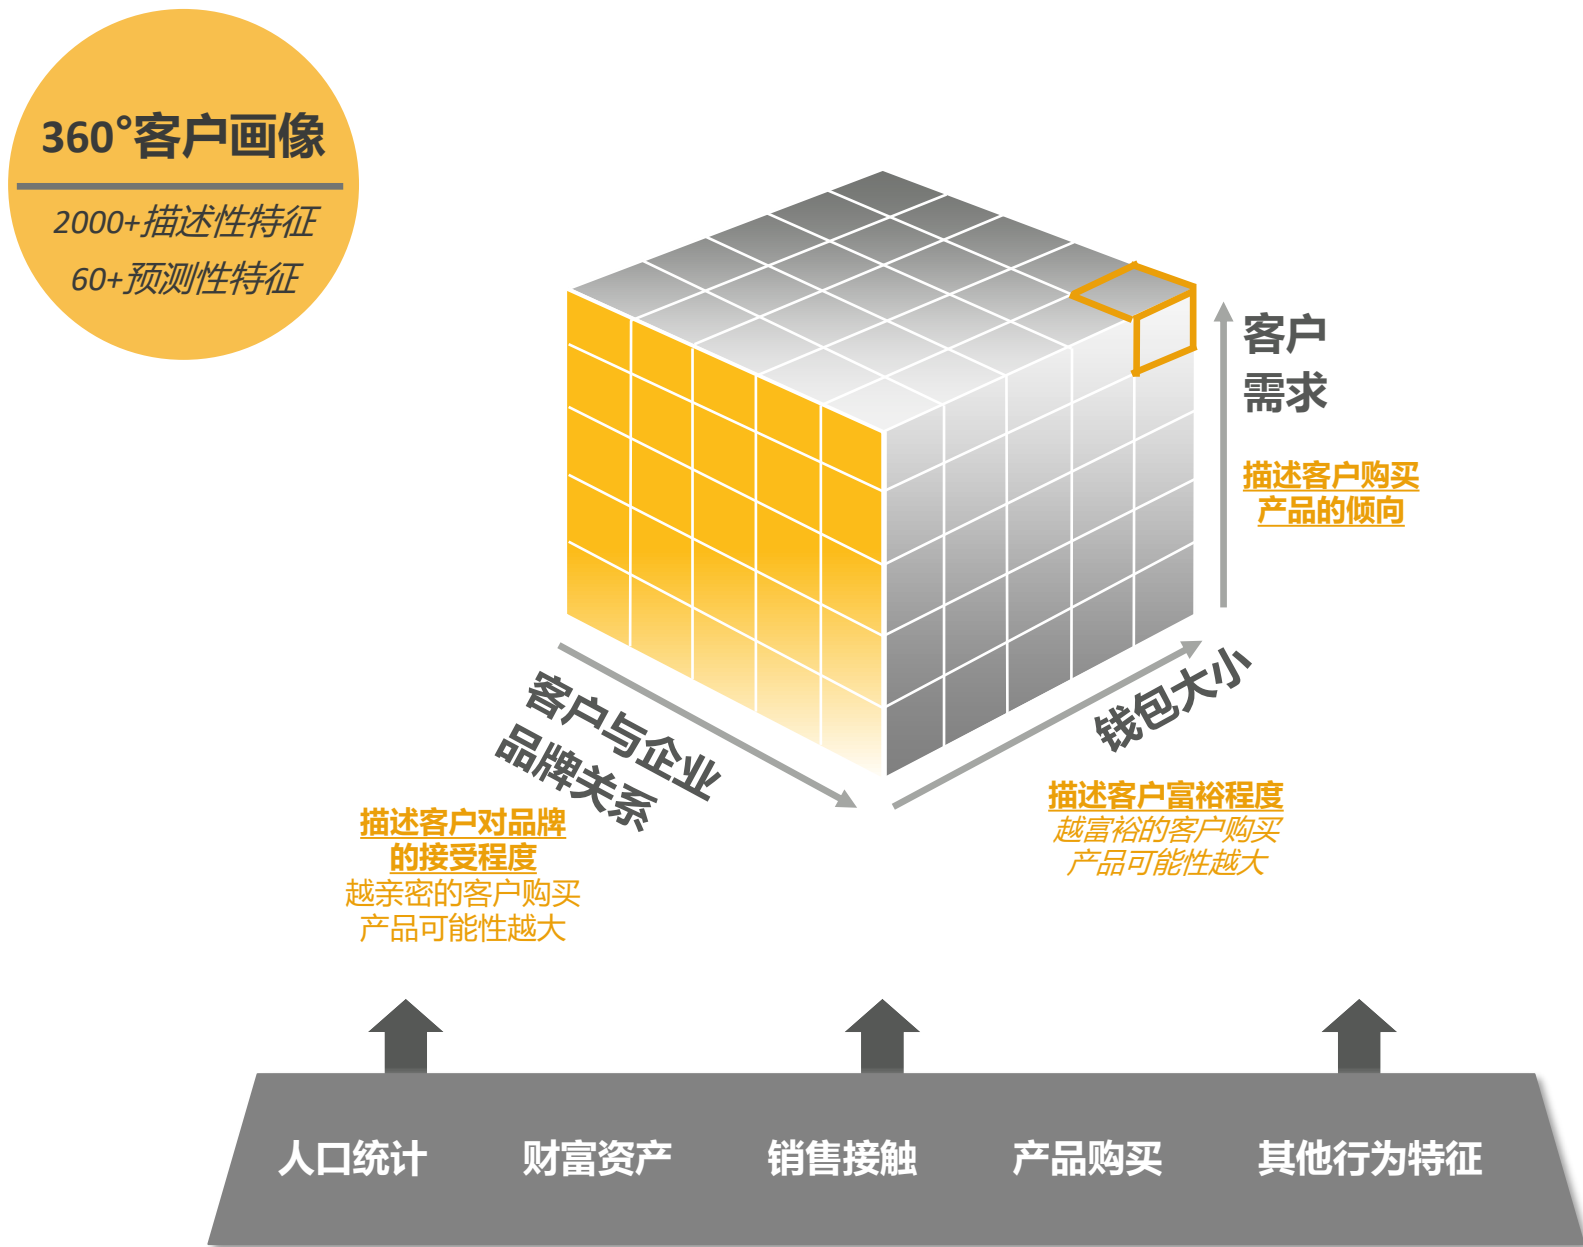 360°客户画像
2000+描述性特征
60+预测性特征
客户
需求
描述客户购买
产品的倾向
客户与企业
品牌关系
描述客户对品牌
的接受程度
越亲密的客户购买
产品可能性越大
钱包大小
描述客户富裕程度
越富裕的客户购买
产品可能性越大
人口统计 财富资产 销售接触 产品购买 其他行为特征